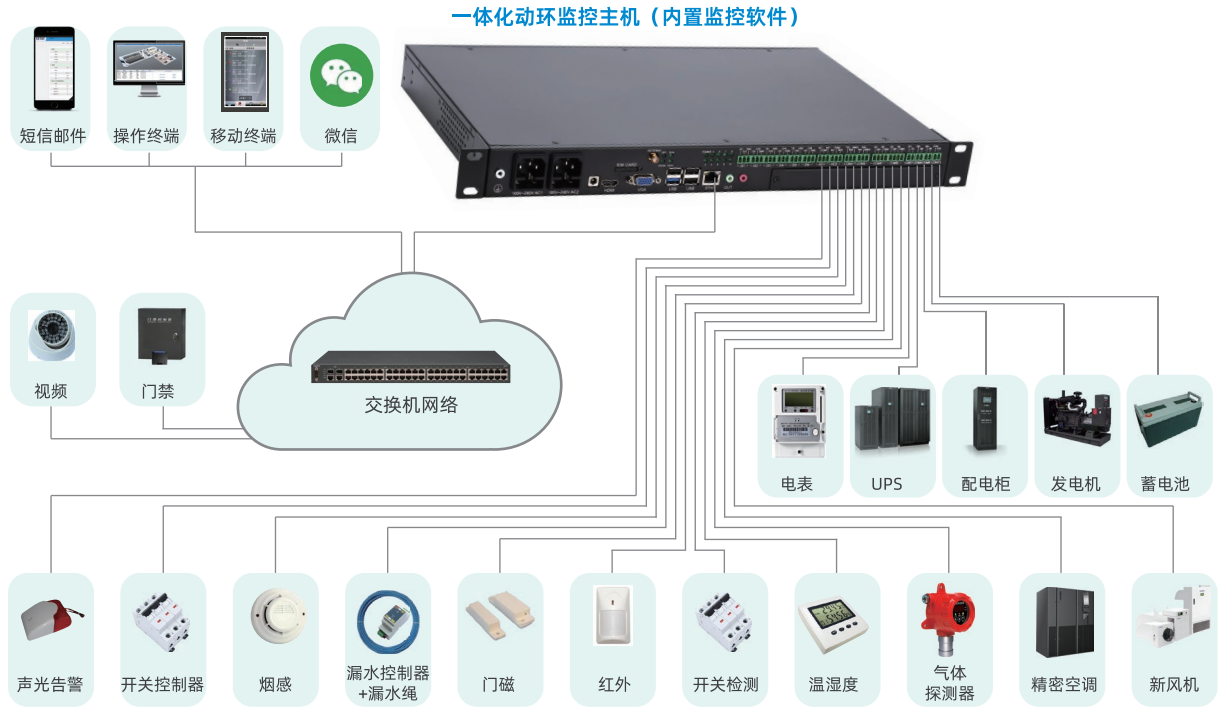 一体化动环监控主机（内置监控软件）
短信邮件
操作终端
移动终端
微信
视频
门禁
交换机网络
电表
UPS
配电柜
发电机
蓄电池
声光告警
开关控制器
烟感
漏水控制器
+漏水绳
门磁
红外
开关检测
温湿度
气体
探测器
精密空调
新风机